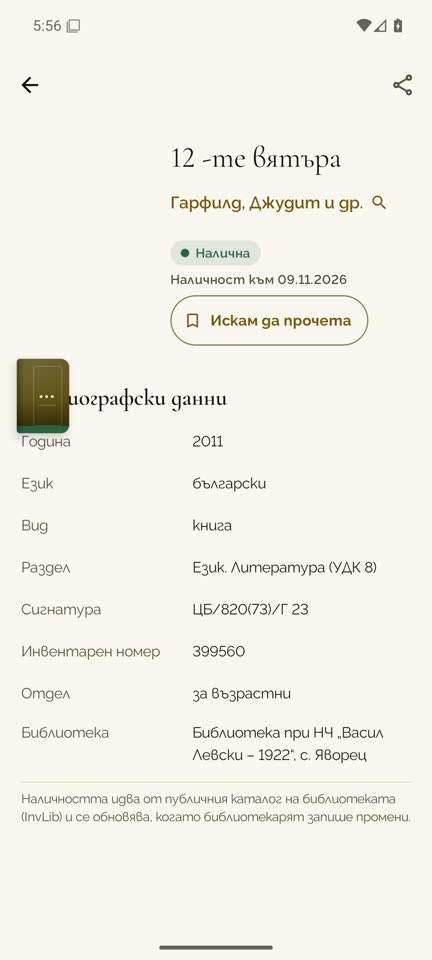 5:56
12 -те вятъра
Гарфилд, Джудит и др.
Налична
Наличност към 09.11.2026
Искам да прочета
иографски данни
Година 2011
Език български
Вид книга
Раздел Език. Литература (УДК 8)
Сигнатура ЦБ/820(73)/Г 23
Инвентарен номер 399560
Отдел за възрастни
Библиотека Библиотека при НЧ „Васил
Левски – 1922“, с. Яворец
Наличността идва от публичния каталог на библиотеката
(InvLib) и се обновява, когато библиотекарят запише промени.